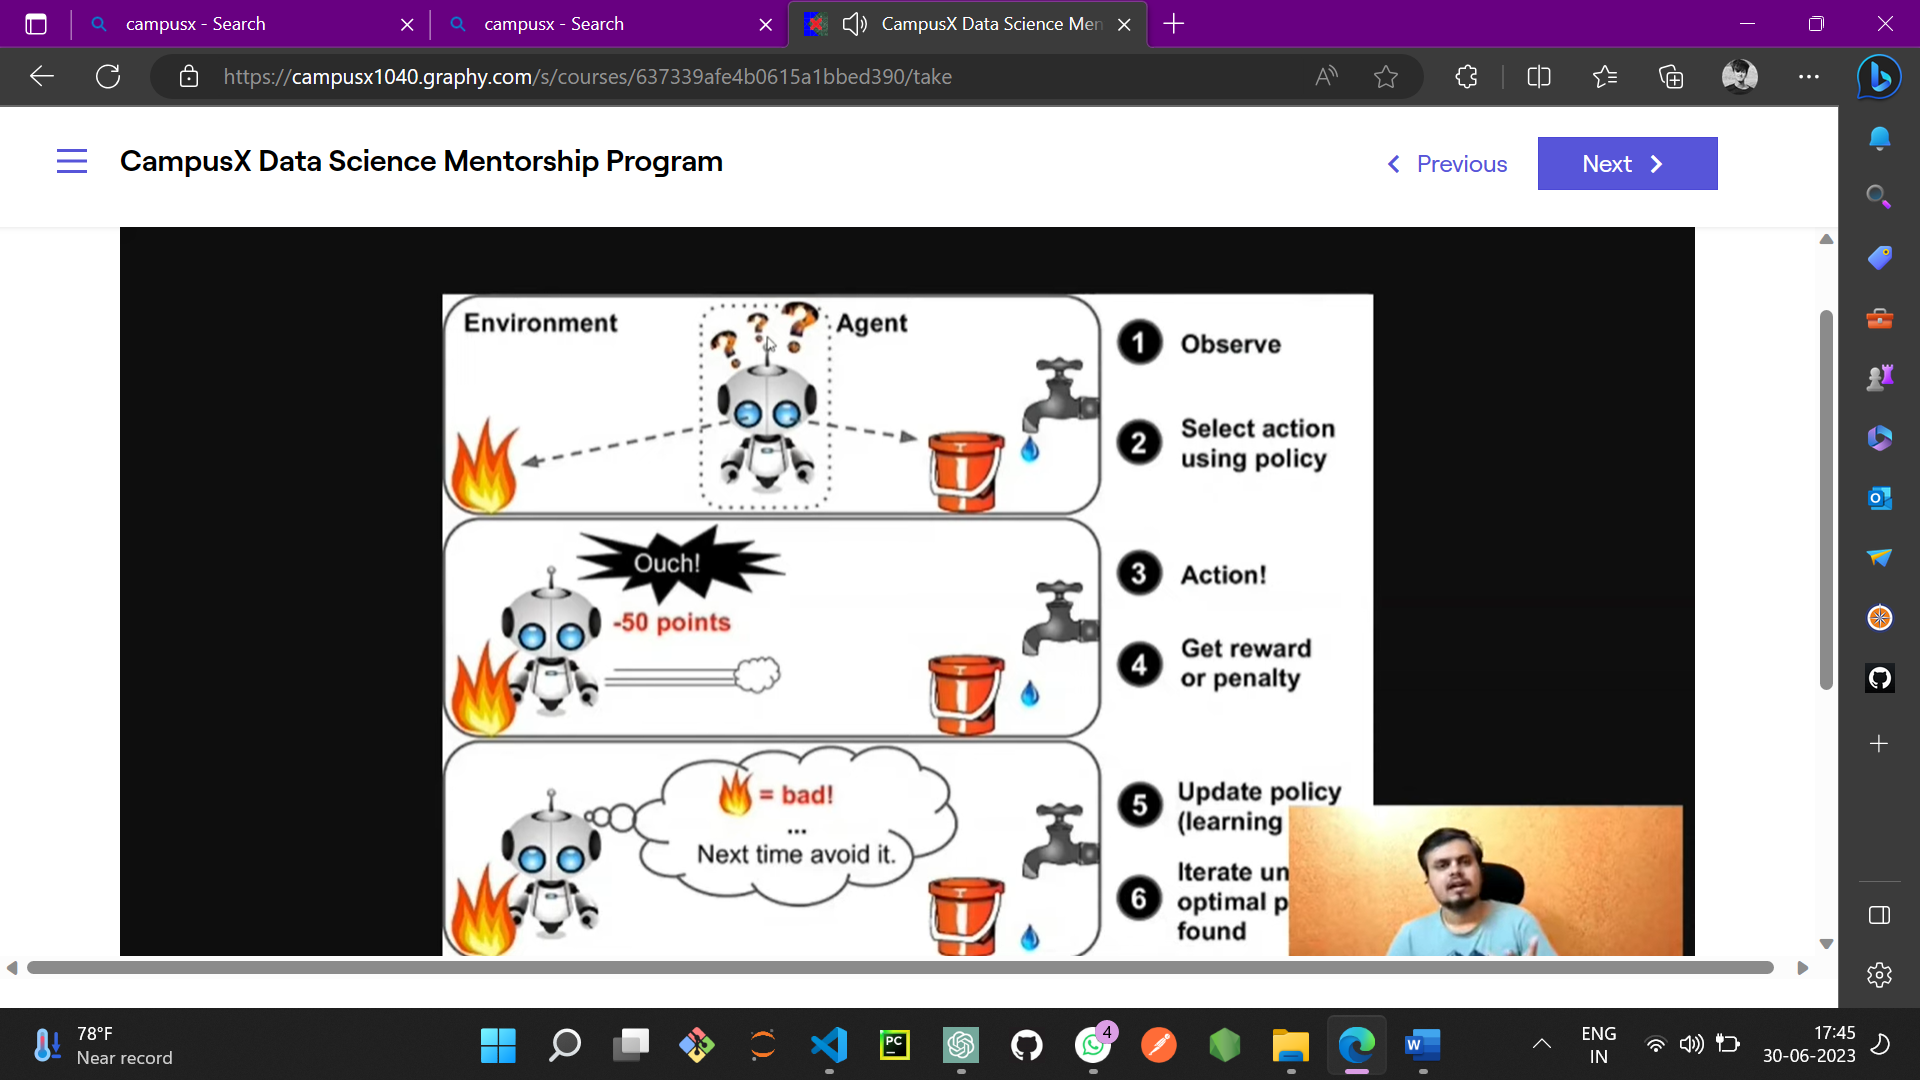 campusx - Search
campusx - Search
CampusX Data Science Men
https://campusx1040.graphy.com/s/courses/637339afe4b0615a1bbed390/take
CampusX Data Science Mentorship Program
Previous
Next
Environment
Agent
1 Observe
2 Select action
using policy
Ouch!
-50 points
3 Action!
4 Get reward
or penalty
= bad!
...
Next time avoid it.
5 Update policy
(learning
6 Iterate un
optimal p
found
78°F
Near record
PC
4
W
ENG
IN
17:45
30-06-2023